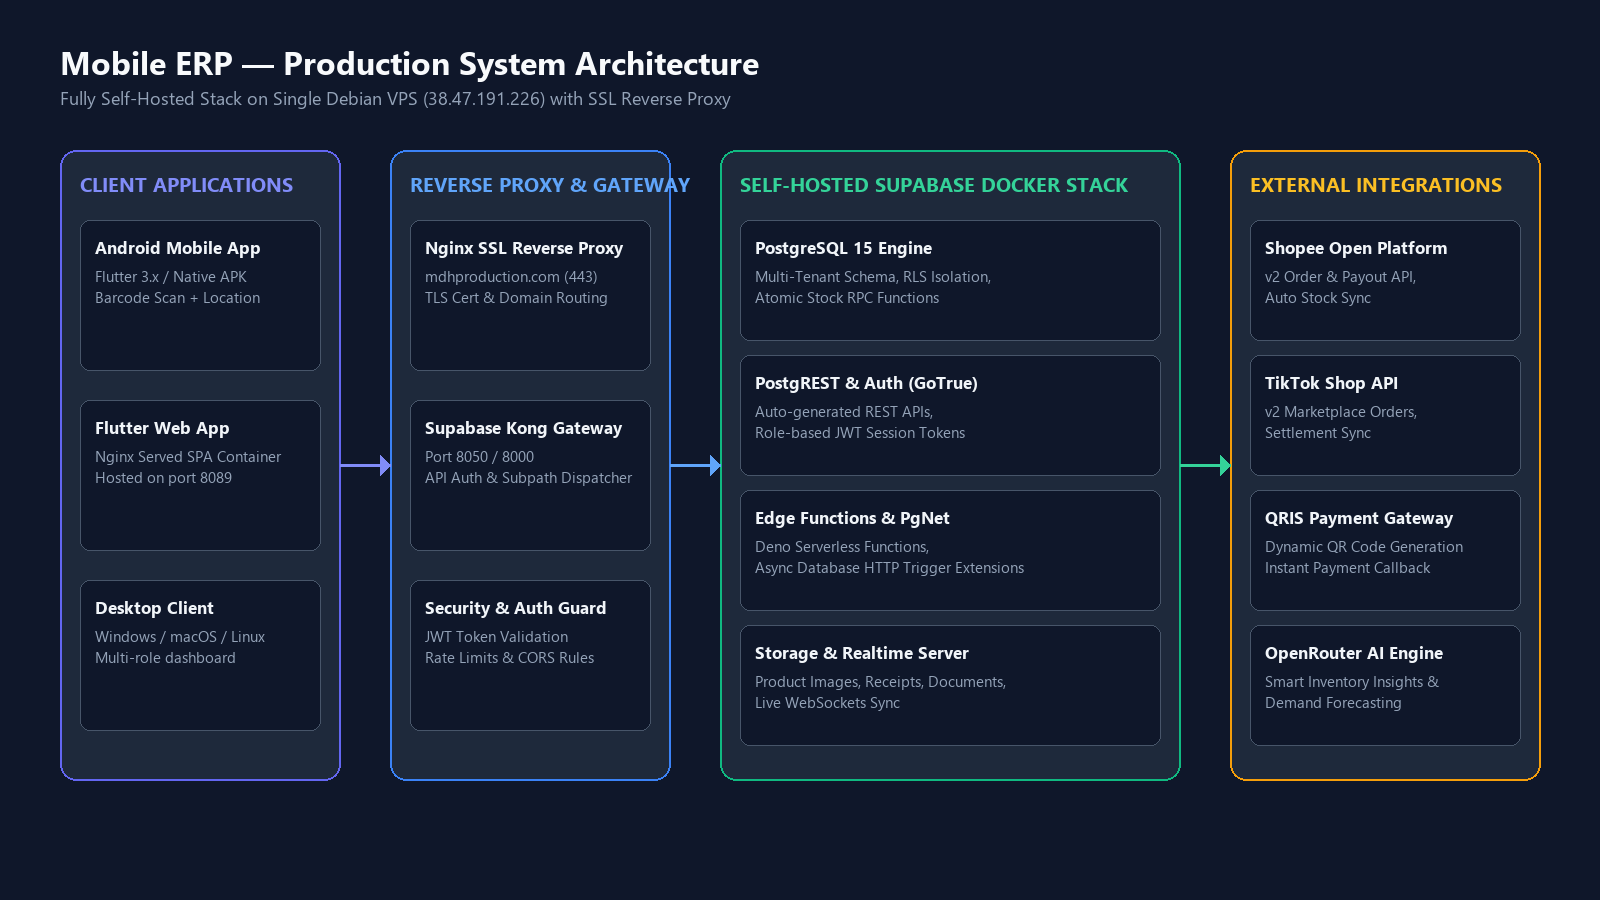 Mobile ERP — Production System Architecture
Fully Self-Hosted Stack on Single Debian VPS (38.47.191.226) with SSL Reverse Proxy
CLIENT APPLICATIONS
Android Mobile App
Flutter 3.x / Native APK
Barcode Scan + Location
Flutter Web App
Nginx Served SPA Container
Hosted on port 8089
Desktop Client
Windows / macOS / Linux
Multi-role dashboard
REVERSE PROXY & GATEWAY
Nginx SSL Reverse Proxy
mdhproduction.com (443)
TLS Cert & Domain Routing
Supabase Kong Gateway
Port 8050 / 8000
API Auth & Subpath Dispatcher
Security & Auth Guard
JWT Token Validation
Rate Limits & CORS Rules
SELF-HOSTED SUPABASE DOCKER STACK
PostgreSQL 15 Engine
Multi-Tenant Schema, RLS Isolation,
Atomic Stock RPC Functions
PostgREST & Auth (GoTrue)
Auto-generated REST APIs,
Role-based JWT Session Tokens
Edge Functions & PgNet
Deno Serverless Functions,
Async Database HTTP Trigger Extensions
Storage & Realtime Server
Product Images, Receipts, Documents,
Live WebSockets Sync
EXTERNAL INTEGRATIONS
Shopee Open Platform
v2 Order & Payout API,
Auto Stock Sync
TikTok Shop API
v2 Marketplace Orders,
Settlement Sync
QRIS Payment Gateway
Dynamic QR Code Generation
Instant Payment Callback
OpenRouter AI Engine
Smart Inventory Insights &
Demand Forecasting